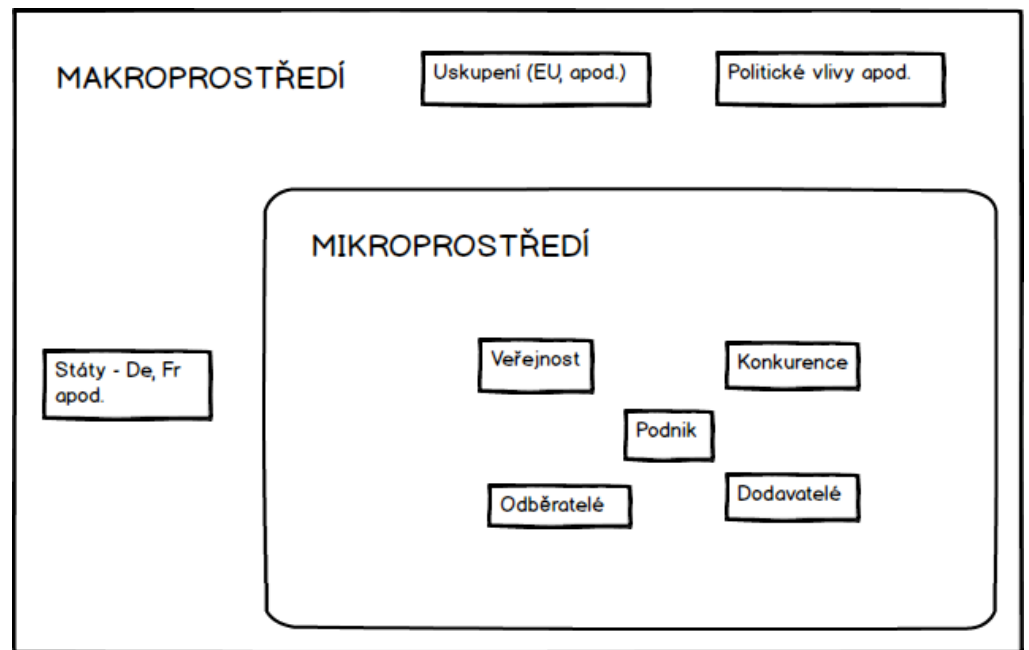 MAKROPROSTŘEDÍ
Uskupení (EU, apod.)
Politické vlivy apod.
MIKROPROSTŘEDÍ
Státy - De, Fr
apod.
Veřejnost
Konkurence
Podnik
Odběratelé
Dodavatelé